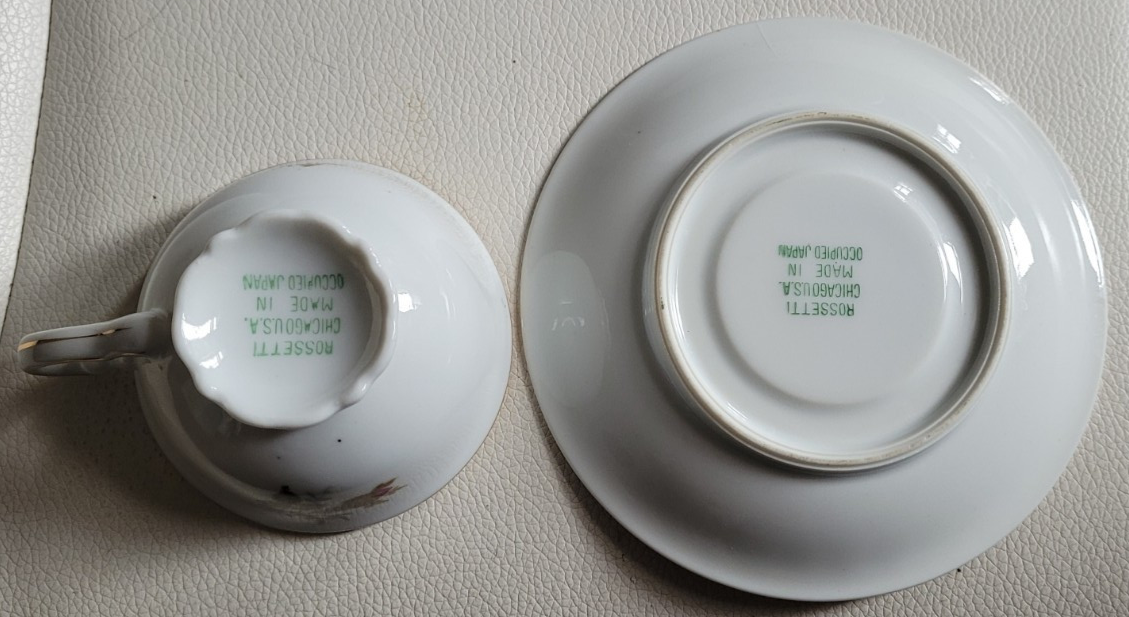 ROSSETTI
CHICAGO U.S.A.
MADE IN
OCCUPIED JAPAN
ROSSETTI
CHICAGO U.S.A.
MADE IN
OCCUPIED JAPAN